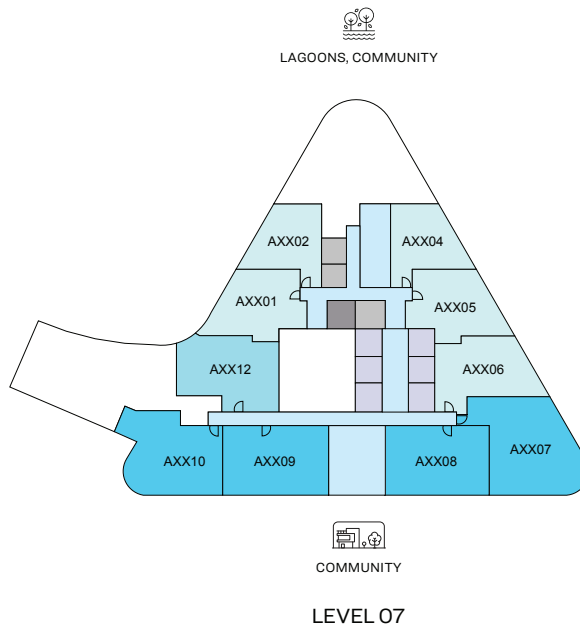 LAGOONS, COMMUNITY
AXX02
AXX04
AXX01
AXX05
AXX12
AXX06
AXX10
AXX09
AXX08
AXX07
COMMUNITY
LEVEL 07